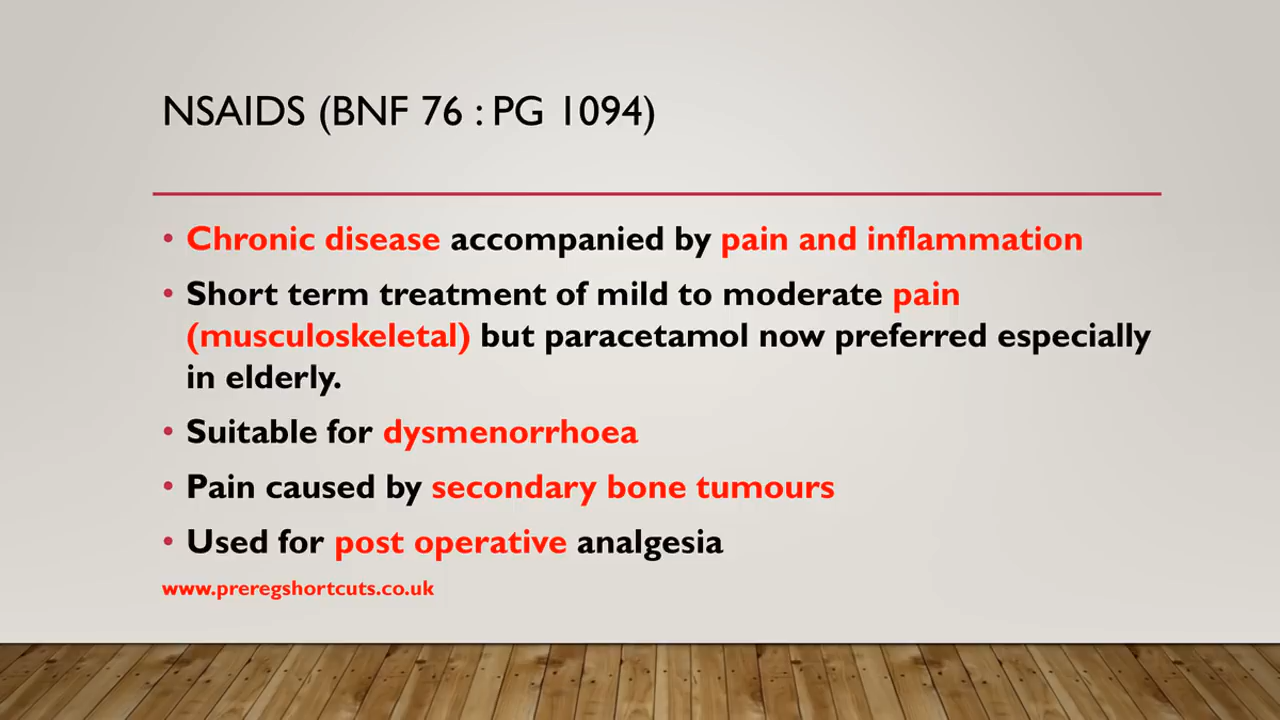 NSAIDS (BNF 76 : PG 1094)
• Chronic disease accompanied by pain and inflammation
• Short term treatment of mild to moderate pain
(musculoskeletal) but paracetamol now preferred especially
in elderly.
• Suitable for dysmenorrhoea
• Pain caused by secondary bone tumours
• Used for post operative analgesia
www.preregshortcuts.co.uk